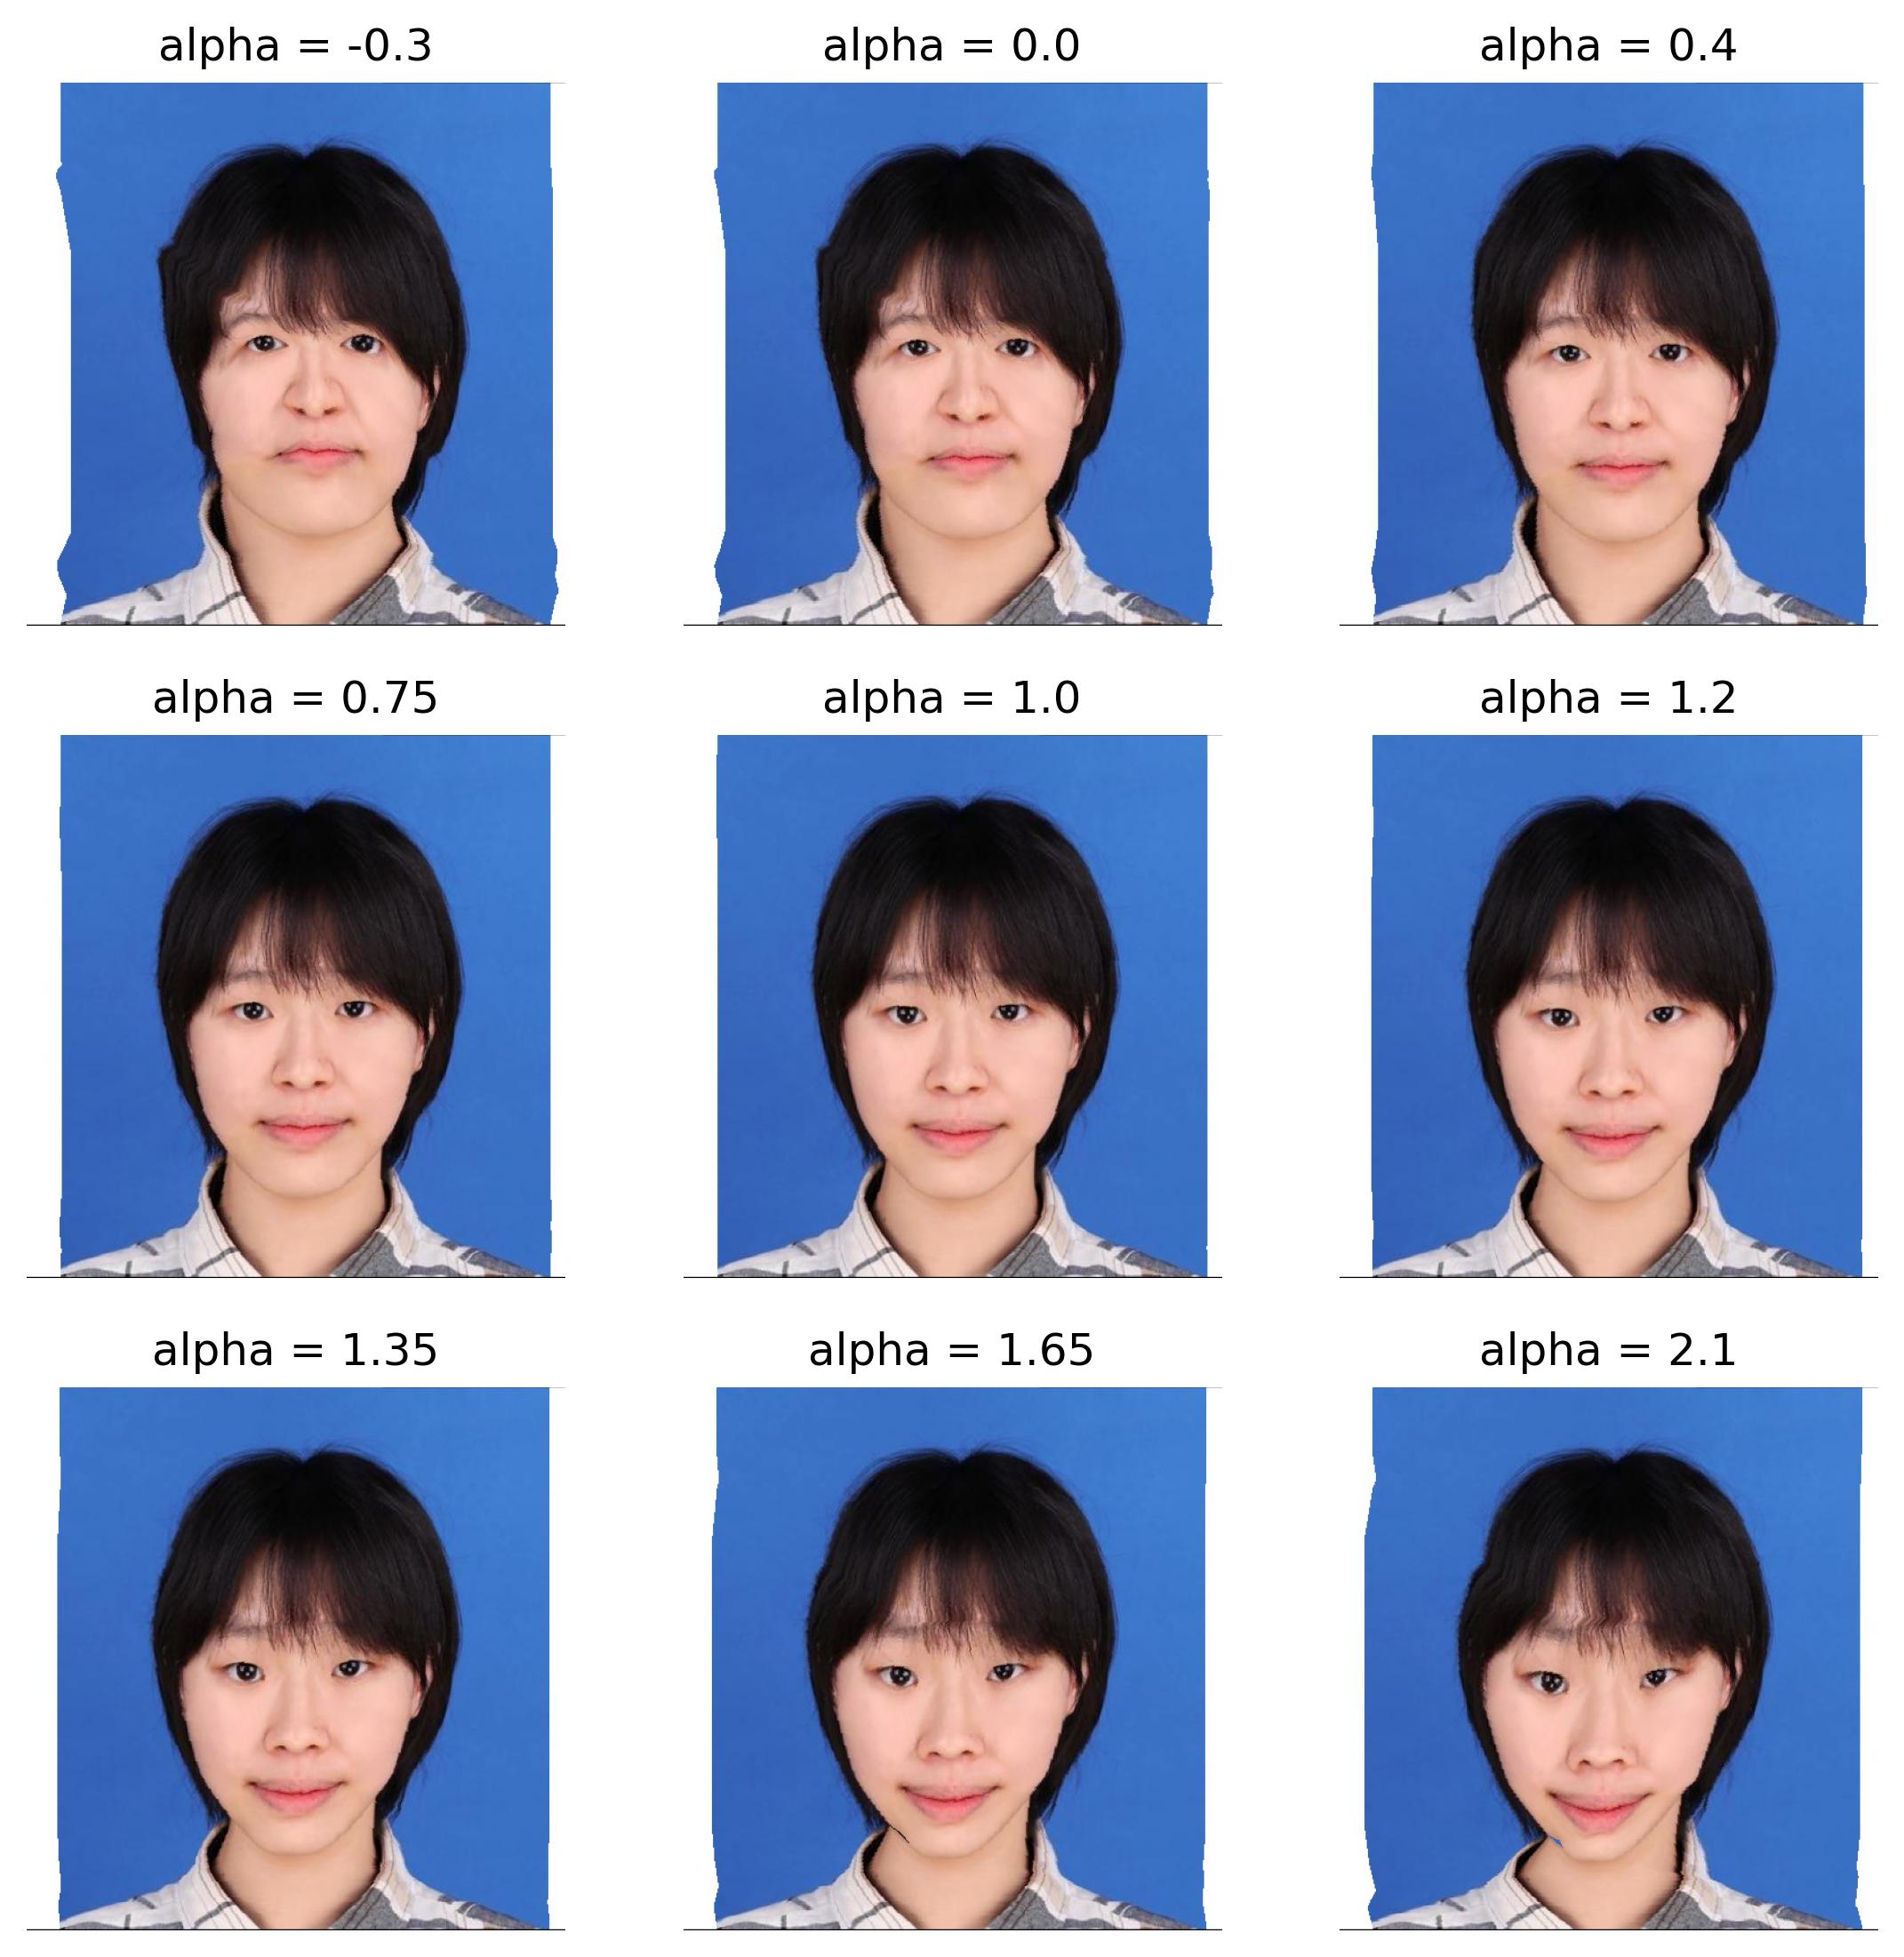 alpha = -0.3
alpha = 0.0
alpha = 0.4
alpha = 0.75
alpha = 1.0
alpha = 1.2
alpha = 1.35
alpha = 1.65
alpha = 2.1